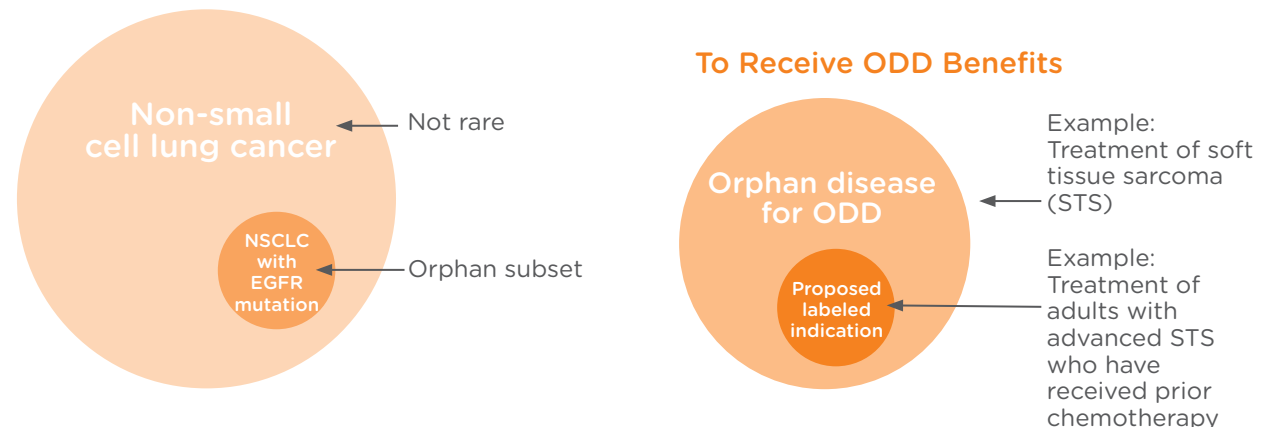 Non-small
cell lung cancer
Not rare
NSCLC
with
EGFR
mutation
Orphan subset
To Receive ODD Benefits
Orphan disease
for ODD
Example:
Treatment of soft
tissue sarcoma
(STS)
Proposed
labeled
indication
Example:
Treatment of
adults with
advanced STS
who have
received prior
chemotherapy